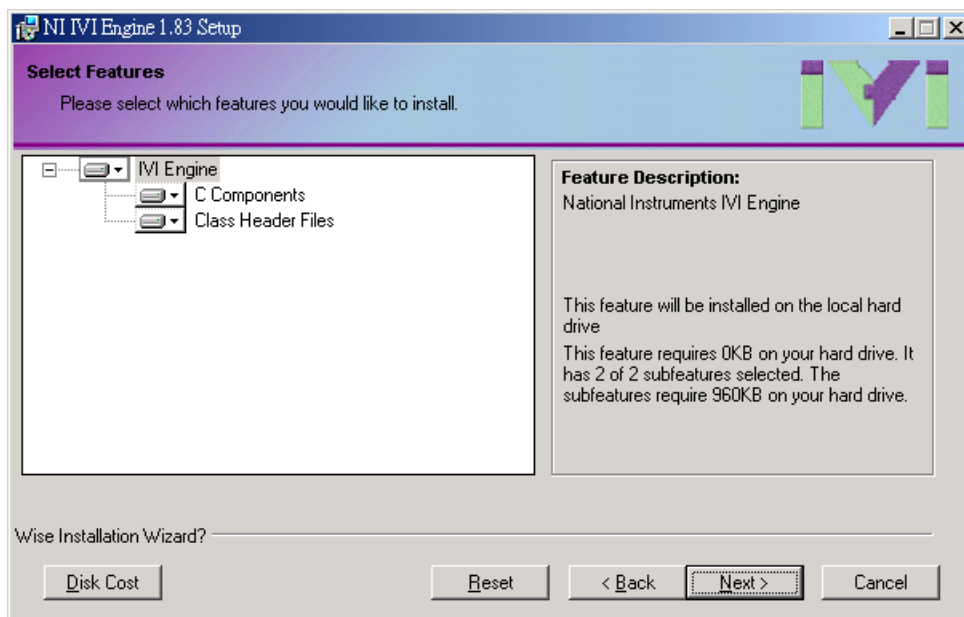 NI IVI Engine 1.83 Setup
Select Features
Please select which features you would like to install.
IVI
IVI Engine
C Components
Class Header Files
Feature Description:
National Instruments IVI Engine
This feature will be installed on the local hard
drive
This feature requires 0KB on your hard drive. It
has 2 of 2 subfeatures selected. The
subfeatures require 960KB on your hard drive.
Wise Installation Wizard?
Disk Cost
Reset
< Back
Next >
Cancel